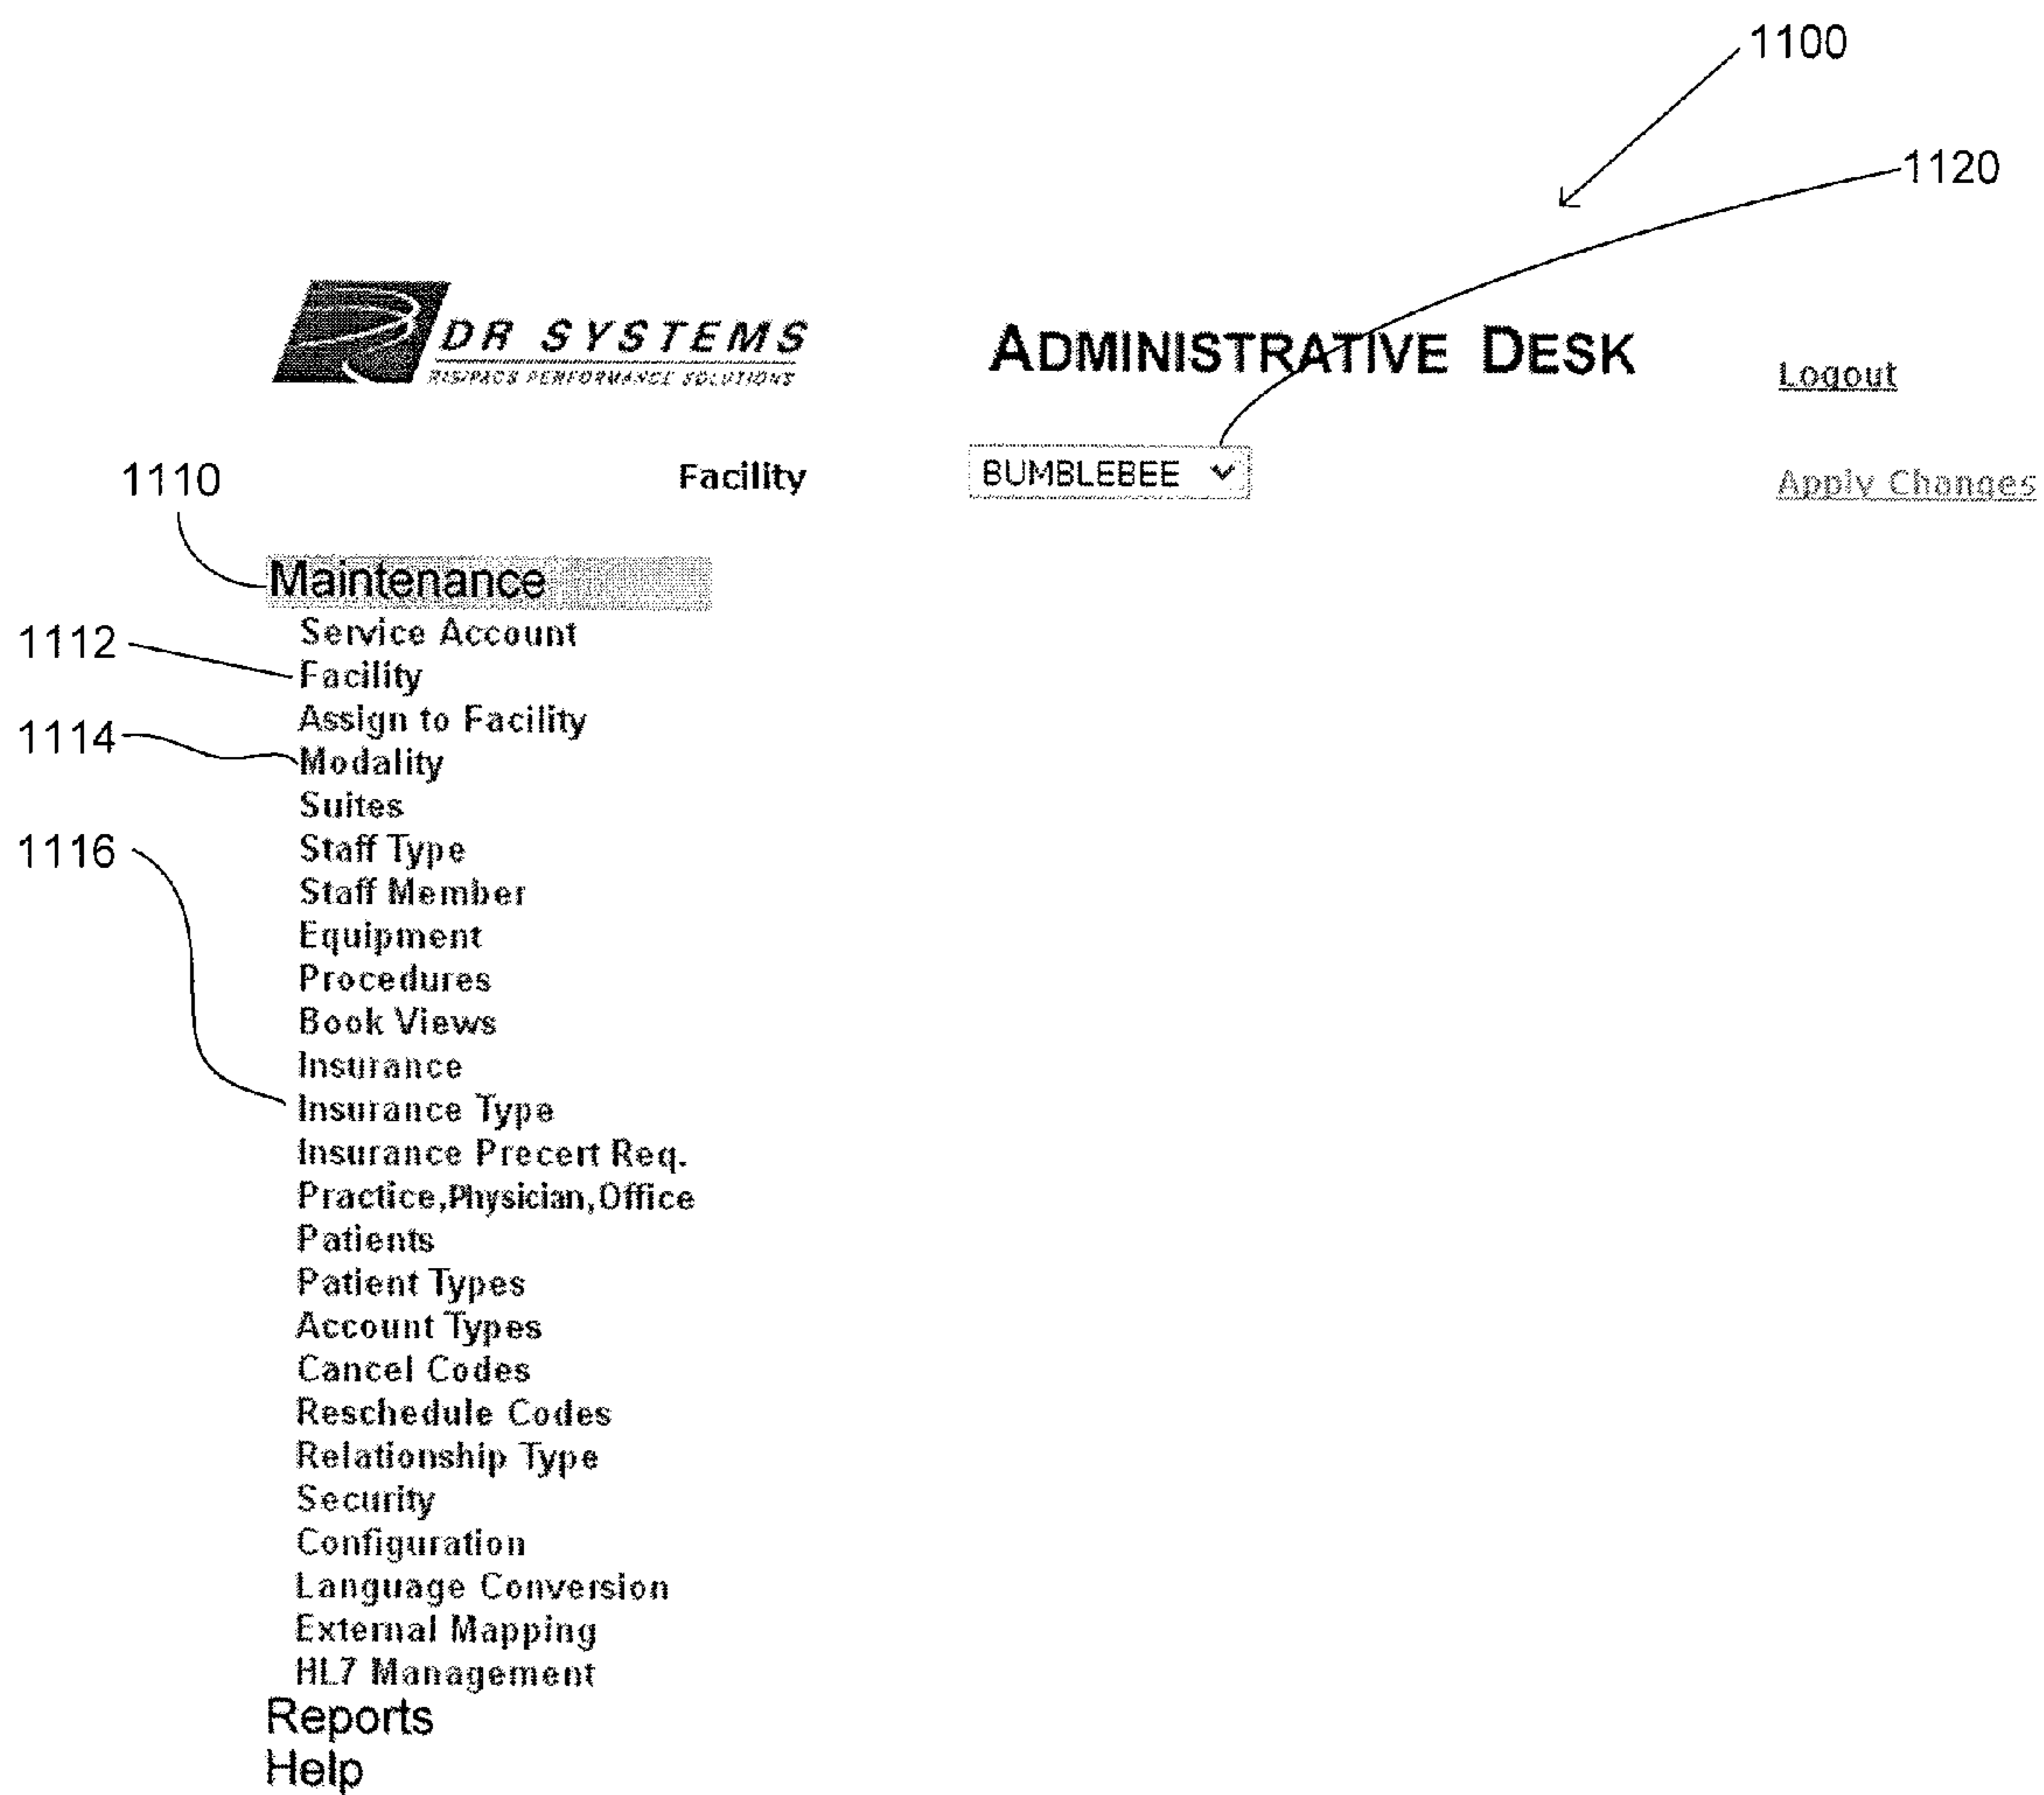 1100
1120
DR SYSTEMS
RIS/PACS PERFORMANCE SOLUTIONS
ADMINISTRATIVE DESK
Logout
1110
Facility
BUMBLEBEE
Apply Changes
Maintenance
Service Account
1112
Facility
Assign to Facility
1114
Modality
Suites
1116
Staff Type
Staff Member
Equipment
Procedures
Book Views
Insurance
Insurance Type
Insurance Precert Req.
Practice,Physician,Office
Patients
Patient Types
Account Types
Cancel Codes
Reschedule Codes
Relationship Type
Security
Configuration
Language Conversion
External Mapping
HL7 Management
Reports
Help